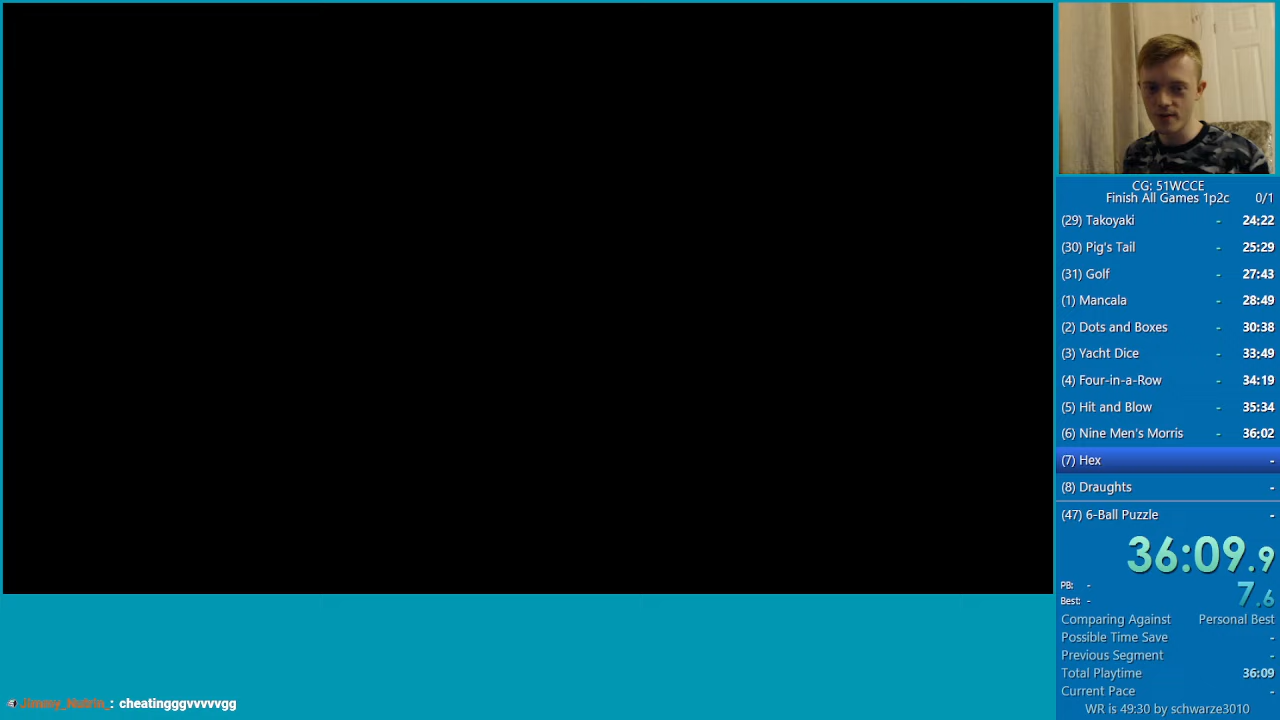 CG: 51WCCE
Finish All Games 1p2c 0/1
(29) Takoyaki - 24:22
(30) Pig's Tail - 25:29
(31) Golf - 27:43
(1) Mancala - 28:49
(2) Dots and Boxes - 30:38
(3) Yacht Dice - 33:49
(4) Four-in-a-Row - 34:19
(5) Hit and Blow - 35:34
(6) Nine Men's Morris - 36:02
(7) Hex -
(8) Draughts -
(47) 6-Ball Puzzle -
36:09.9
PB: - 7.6
Best: -
Comparing Against Personal Best
Possible Time Save -
Previous Segment -
Total Playtime 36:09
Current Pace -
WR is 49:30 by schwarze3010
: cheatingggvvvvvgg